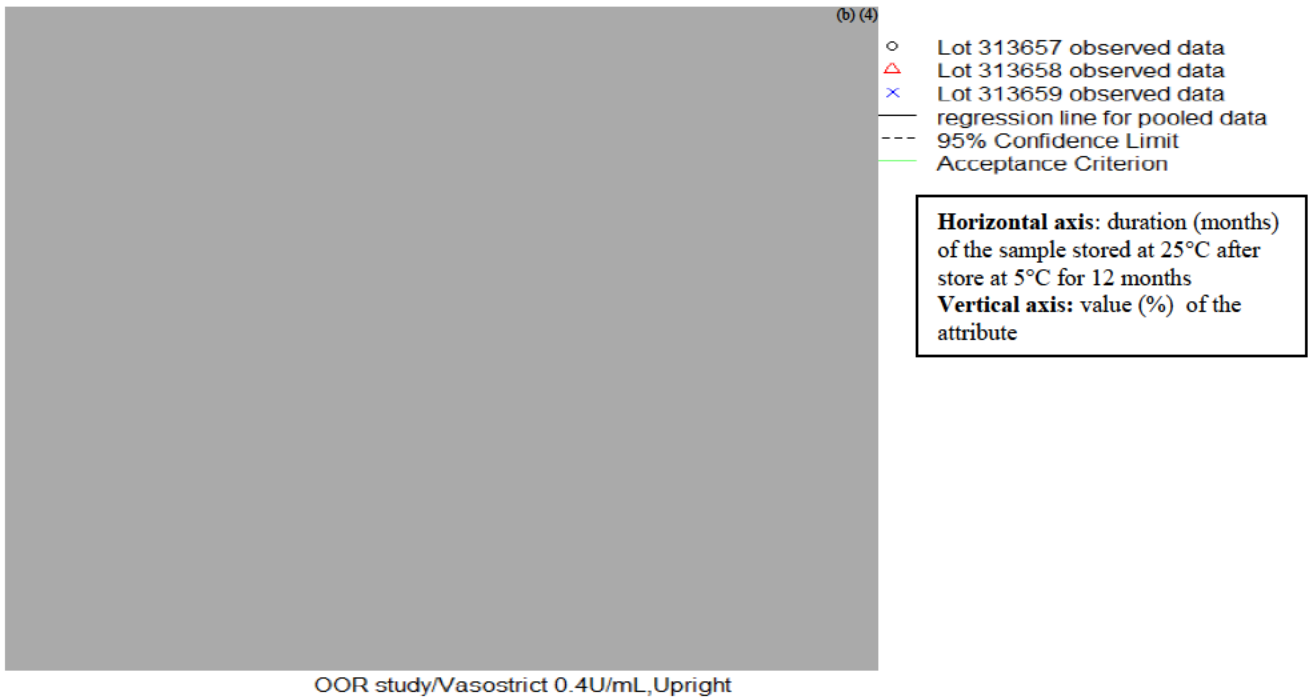 (b) (4)
Lot 313657 observed data
Lot 313658 observed data
Lot 313659 observed data
regression line for pooled data
95% Confidence Limit
Acceptance Criterion
Horizontal axis: duration (months)
of the sample stored at 25°C after
store at 5°C for 12 months
Vertical axis: value (%) of the
attribute
OOR study/Vasostrict 0.4U/mL,Upright